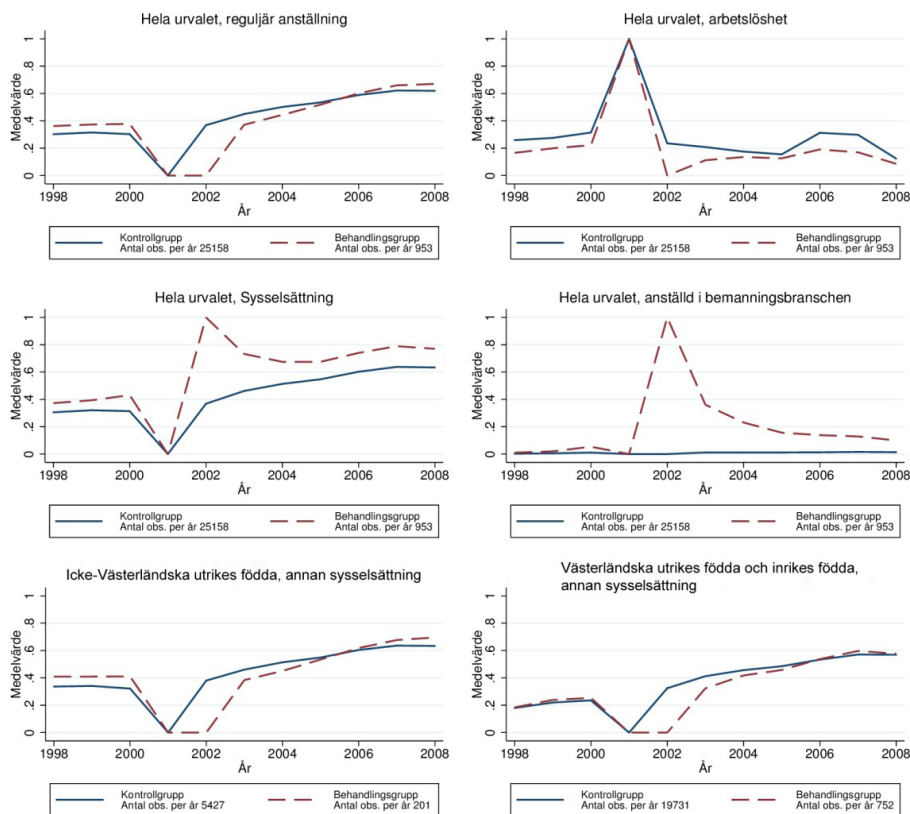 Hela urvalet, reguljär anställning
Medelvärde
1
.8
.6
.4
.2
0
1998 2000 2002 2004 2006 2008
År
Kontrollgrupp Behandlingsgrupp
Antal obs. per år 25158 Antal obs. per år 953
Hela urvalet, arbetslöshet
Medelvärde
1
.8
.6
.4
.2
0
1998 2000 2002 2004 2006 2008
År
Kontrollgrupp Behandlingsgrupp
Antal obs. per år 25158 Antal obs. per år 953
Hela urvalet, Sysselsättning
Medelvärde
1
.8
.6
.4
.2
0
1998 2000 2002 2004 2006 2008
År
Kontrollgrupp Behandlingsgrupp
Antal obs. per år 25158 Antal obs. per år 953
Hela urvalet, anställd i bemanningsbranschen
Medelvärde
1
.8
.6
.4
.2
0
1998 2000 2002 2004 2006 2008
År
Kontrollgrupp Behandlingsgrupp
Antal obs. per år 25158 Antal obs. per år 953
Icke-Västerländska utrikes födda, annan sysselsättning
Medelvärde
1
.8
.6
.4
.2
0
1998 2000 2002 2004 2006 2008
År
Kontrollgrupp Behandlingsgrupp
Antal obs. per år 5427 Antal obs. per år 201
Västerländska utrikes födda och inrikes födda,
annan sysselsättning
Medelvärde
1
.8
.6
.4
.2
0
1998 2000 2002 2004 2006 2008
År
Kontrollgrupp Behandlingsgrupp
Antal obs. per år 19731 Antal obs. per år 752